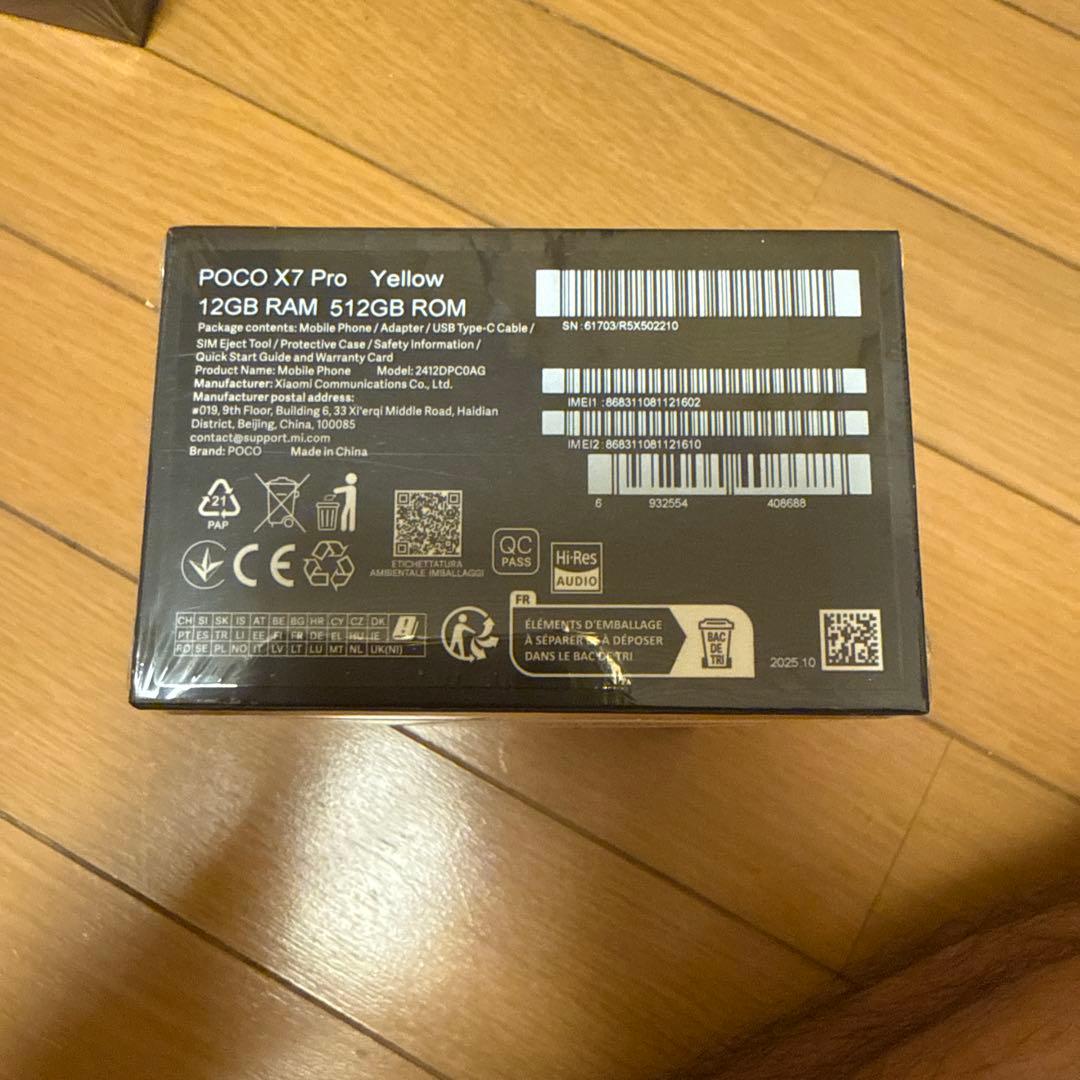 POCO X7 Pro Yellow
12GB RAM 512GB ROM
Package contents: Mobile Phone / Adapter / USB Type-C Cable /
SIM Eject Tool / Protective Case / Safety Information /
Quick Start Guide and Warranty Card
Product Name: Mobile Phone Model: 2412DPC0AG
Manufacturer: Xiaomi Communications Co., Ltd.
Manufacturer postal address:
#019, 9th Floor, Building 6, 33 Xi'erqi Middle Road, Haidian
District, Beijing, China, 100085
contact@support.mi.com
Brand: POCO Made in China
SN:61703/R5X502210
IMEI1:868311081121602
IMEI2:868311081121610
6 932554 408688
21
PAP
CE
ETICHETTATURA
AMBIENTALE IMBALLAGGI
QC
PASS
Hi-Res
AUDIO
CH SI SK IS AT BE BG HR CY CZ DK
PT ES TR LI EE FI FR DE EL HU IE
RO SE PL NO IT LV LT LU MT NL UK(NI)
FR
ÉLÉMENTS D'EMBALLAGE
À SÉPARER ET À DÉPOSER
DANS LE BAC DE TRI
BAC
DE
TRI
2025.10